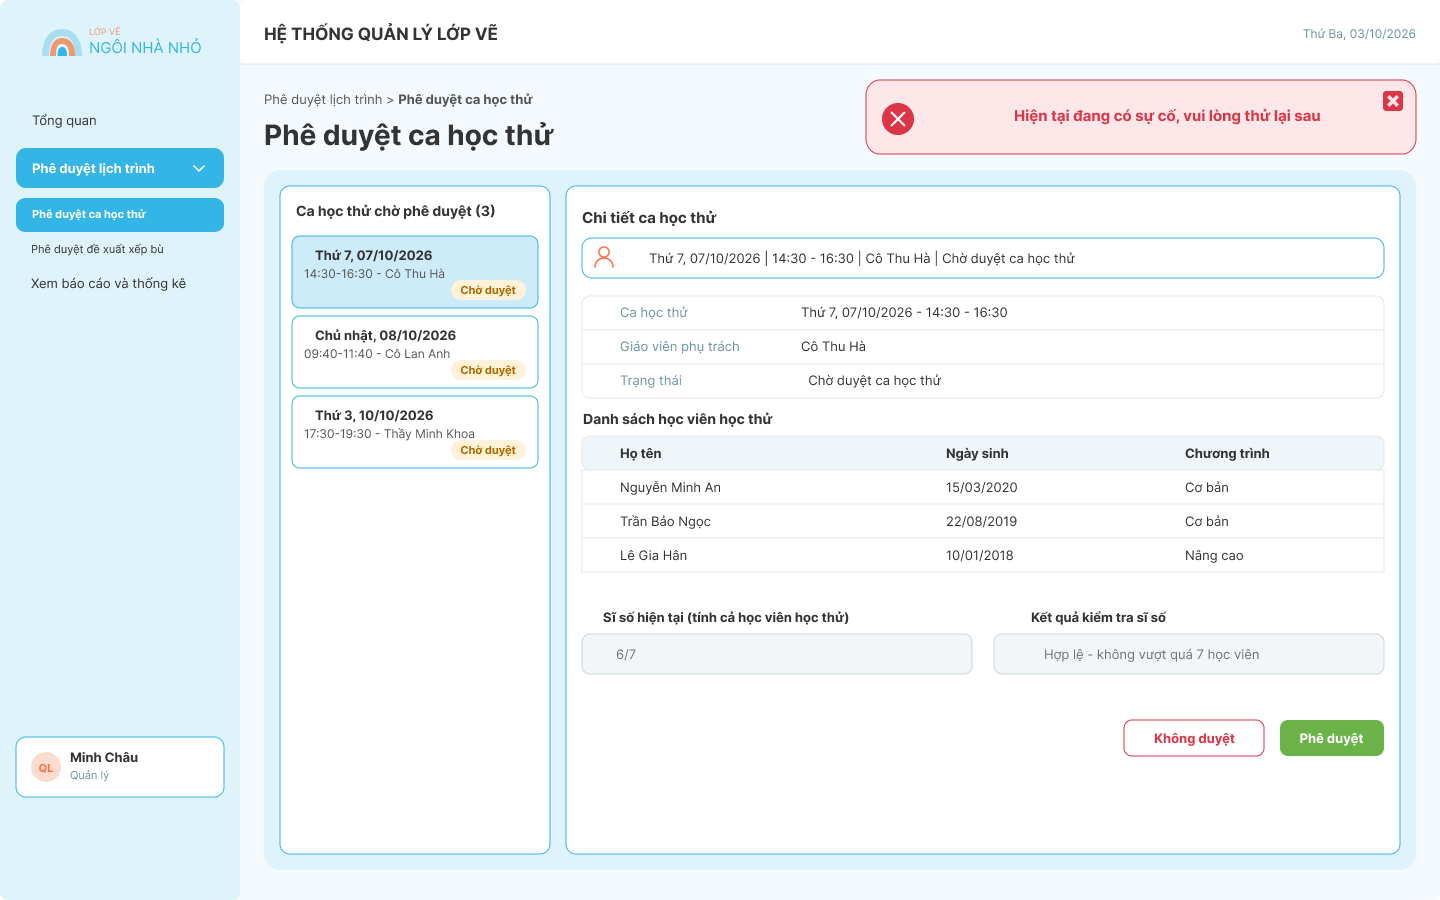 LỚP VẼ
NGÔI NHÀ NHỎ
HỆ THỐNG QUẢN LÝ LỚP VẼ
Thứ Ba, 03/10/2026
Tổng quan
Phê duyệt lịch trình
Phê duyệt ca học thử
Phê duyệt đề xuất xếp bù
Xem báo cáo và thống kê
Minh Châu
QL
Quản lý
Phê duyệt lịch trình > Phê duyệt ca học thử
Phê duyệt ca học thử
Hiện tại đang có sự cố, vui lòng thử lại sau
Ca học thử chờ phê duyệt (3)
Thứ 7, 07/10/2026
14:30-16:30 - Cô Thu Hà
Chờ duyệt
Chủ nhật, 08/10/2026
09:40-11:40 - Cô Lan Anh
Chờ duyệt
Thứ 3, 10/10/2026
17:30-19:30 - Thầy Minh Khoa
Chờ duyệt
Chi tiết ca học thử
Thứ 7, 07/10/2026 | 14:30 - 16:30 | Cô Thu Hà | Chờ duyệt ca học thử
Ca học thử Thứ 7, 07/10/2026 - 14:30 - 16:30
Giáo viên phụ trách Cô Thu Hà
Trạng thái Chờ duyệt ca học thử
Danh sách học viên học thử
Họ tên Ngày sinh Chương trình
Nguyễn Minh An 15/03/2020 Cơ bản
Trần Bảo Ngọc 22/08/2019 Cơ bản
Lê Gia Hân 10/01/2018 Nâng cao
Sĩ số hiện tại (tính cả học viên học thử) Kết quả kiểm tra sĩ số
6/7 Hợp lệ - không vượt quá 7 học viên
Không duyệt Phê duyệt